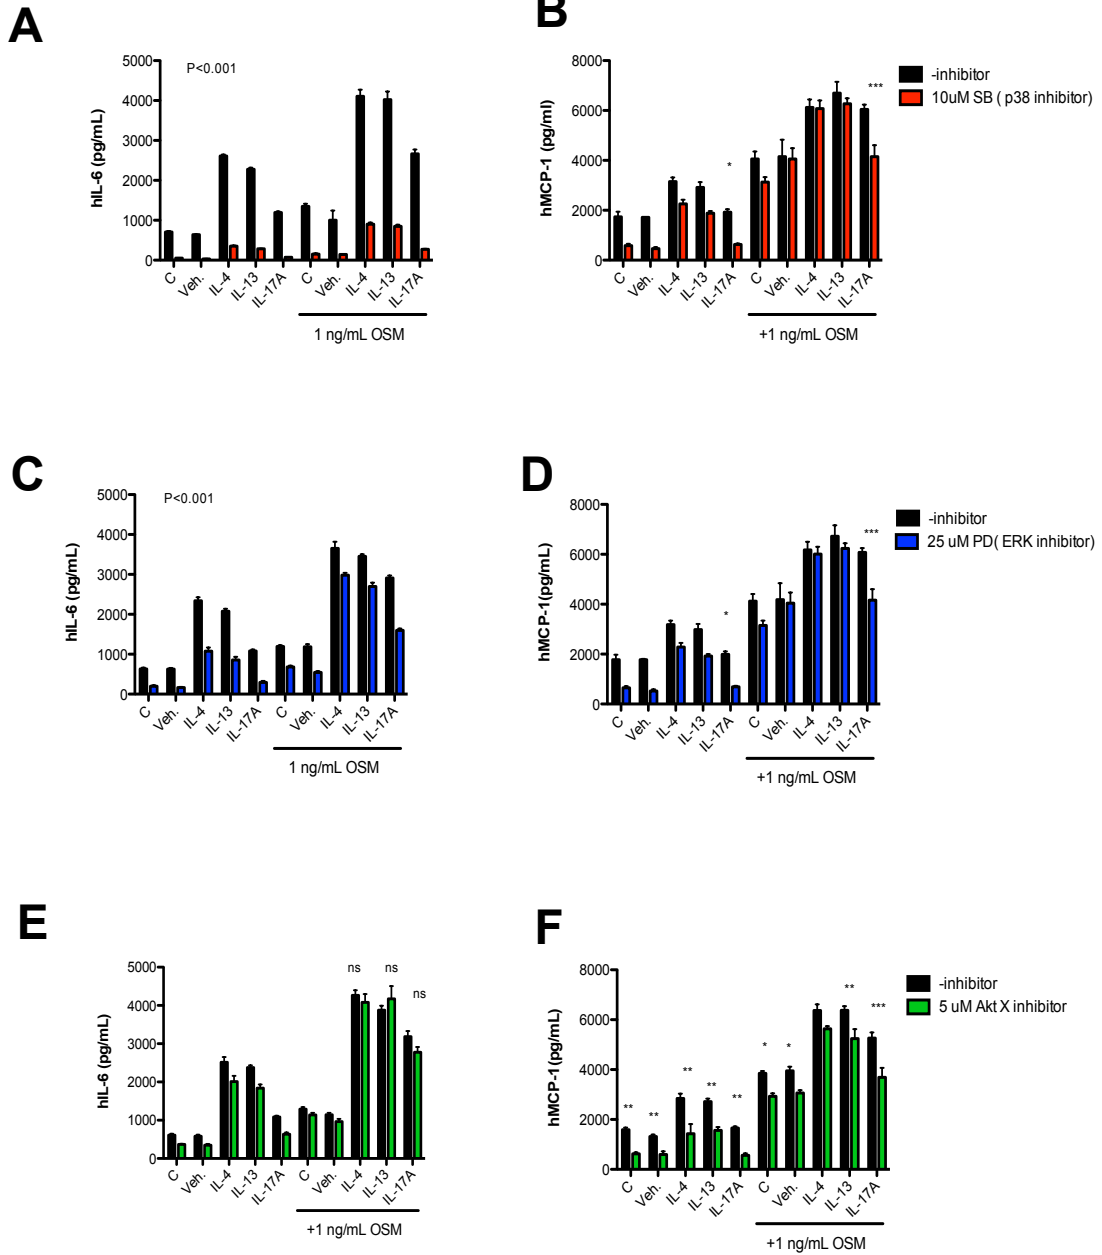 A
hIL-6 (pg/mL)
5000
4000
3000
2000
1000
0
P<0.001
C
Veh.
IL-4
IL-13
IL-17A
C
Veh.
IL-4
IL-13
IL-17A
1 ng/mL OSM
B
hMCP-1 (pg/ml)
8000
6000
4000
2000
0
*
***
C
Veh.
IL-4
IL-13
IL-17A
C
Veh.
IL-4
IL-13
IL-17A
+1 ng/mL OSM
-inhibitor
10uM SB ( p38 inhibitor)
C
hIL-6 (pg/mL)
5000
4000
3000
2000
1000
0
P<0.001
C
Veh.
IL-4
IL-13
IL-17A
C
Veh.
IL-4
IL-13
IL-17A
1 ng/mL OSM
D
hMCP-1(pg/mL)
8000
6000
4000
2000
0
*
***
C
Veh.
IL-4
IL-13
IL-17A
C
Veh.
IL-4
IL-13
IL-17A
+1 ng/mL OSM
-inhibitor
25 uM PD( ERK inhibitor)
E
hIL-6 (pg/mL)
5000
4000
3000
2000
1000
0
ns
ns
ns
C
Veh.
IL-4
IL-13
IL-17A
C
Veh.
IL-4
IL-13
IL-17A
+1 ng/mL OSM
F
hMCP-1(pg/mL)
8000
6000
4000
2000
0
**
**
**
**
**
*
*
**
***
C
Veh.
IL-4
IL-13
IL-17A
C
Veh.
IL-4
IL-13
IL-17A
+1 ng/mL OSM
-inhibitor
5 uM Akt X inhibitor